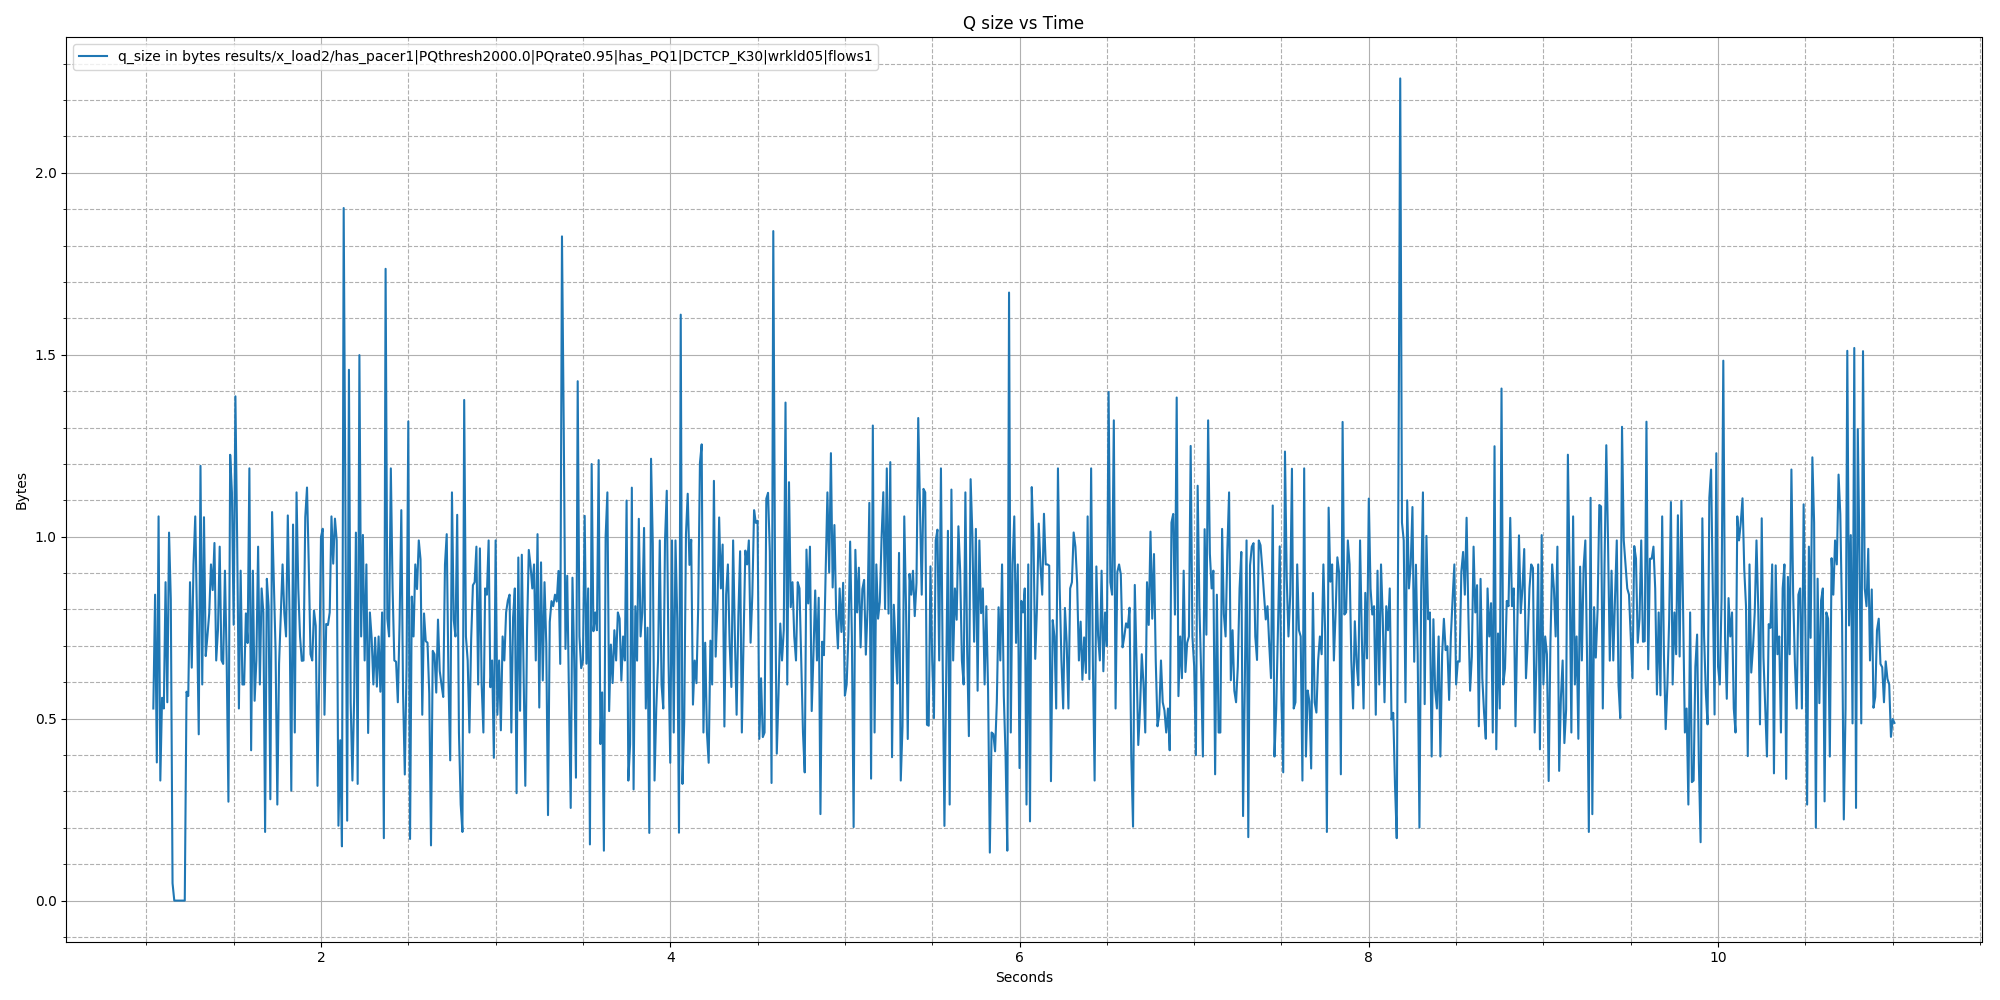 Q size vs Time
q_size in bytes results/x_load2/has_pacer1|PQthresh2000.0|PQrate0.95|has_PQ1|DCTCP_K30|wrkld05|flows1
2.0
1.5
1.0
0.5
0.0
Bytes
2 4 6 8 10
Seconds